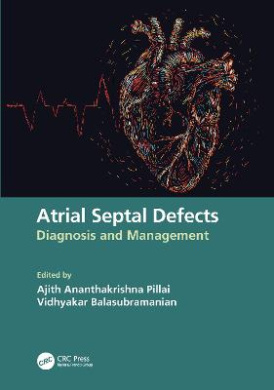 Atrial Septal Defects
Diagnosis and Management
Edited by
Ajith Ananthakrishna Pillai
Vidhyakar Balasubramanian
CRC Press